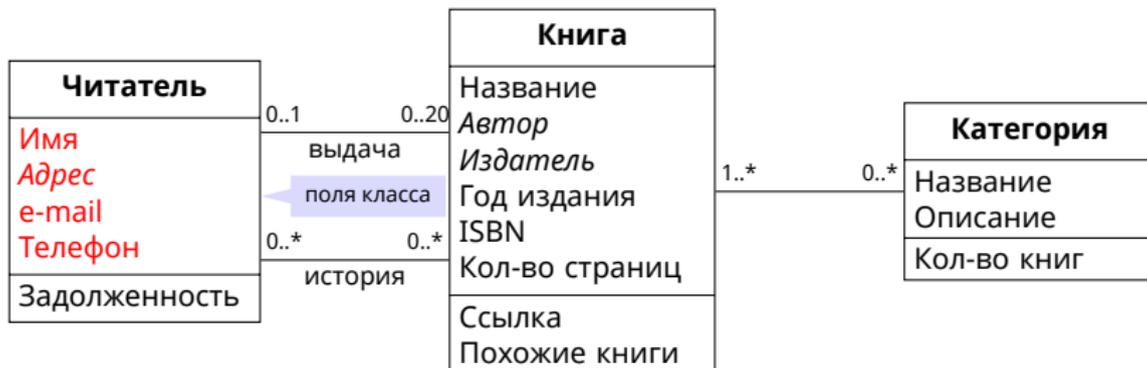 Читатель
Имя
Адрес
e-mail
Телефон
Задолженность
0..1
0..20
выдача
поля класса
0..*
0..*
история
Книга
Название
Автор
Издатель
Год издания
ISBN
Кол-во страниц
Ссылка
Похожие книги
1..*
0..*
Категория
Название
Описание
Кол-во книг